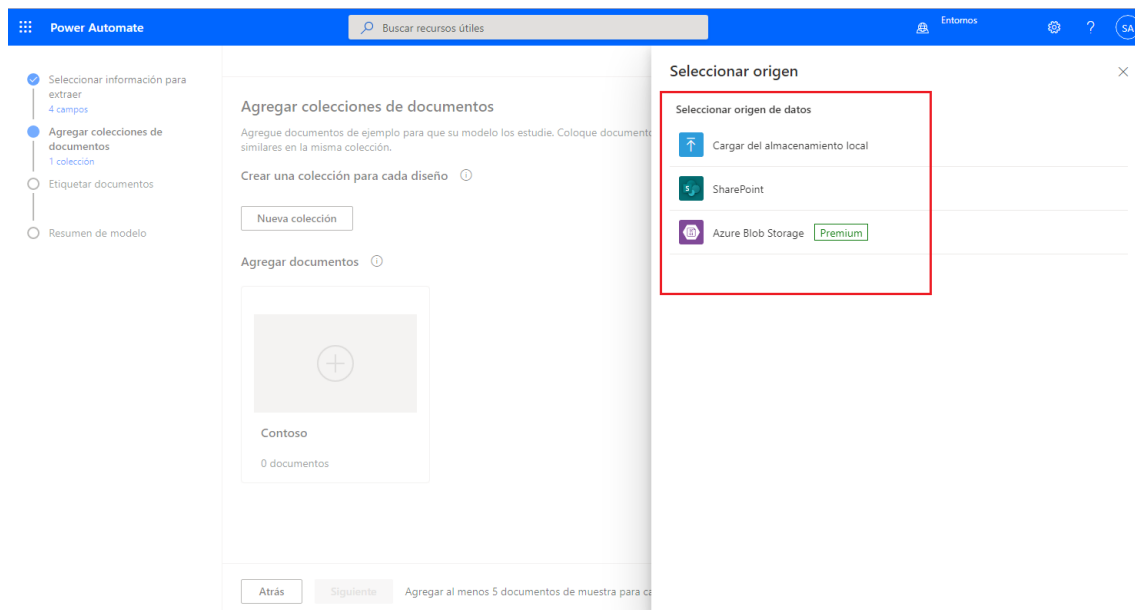 Power Automate
Buscar recursos útiles
Entornos
SA
Seleccionar información para
extraer
4 campos
Agregar colecciones de
documentos
1 colección
Etiquetar documentos
Resumen de modelo
Agregar colecciones de documentos
Agregue documentos de ejemplo para que su modelo los estudie. Coloque documento
similares en la misma colección.
Crear una colección para cada diseño
Nueva colección
Agregar documentos
Contoso
0 documentos
Atrás
Siguiente
Agregar al menos 5 documentos de muestra para ca
Seleccionar origen
Seleccionar origen de datos
Cargar del almacenamiento local
SharePoint
Azure Blob Storage Premium